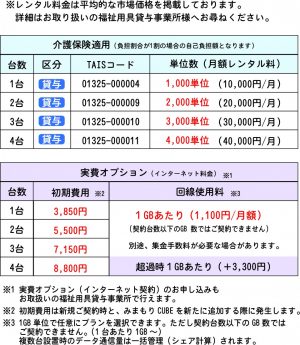 ※レンタル料金は平均的な市場価格を掲載しております。
詳細はお取り扱いの福祉用具貸与事業所様へお尋ねください。
介護保険適用（負担割合が1割の場合の自己負担額となります）
台数 区分 TAISコード 単位数（月額レンタル料）
1台 貸与 01325-000004 1,000単位（10,000円/月）
2台 貸与 01325-000009 2,000単位（20,000円/月）
3台 貸与 01325-000010 3,000単位（30,000円/月）
4台 貸与 01325-000011 4,000単位（40,000円/月）
実費オプション（インターネット料金）※1
台数 初期費用 ※2 回線使用料 ※3
1台 3,850円
2台 5,500円
3台 7,150円
4台 8,800円
1GBあたり（1,100円/月額）
（契約台数以下のGB数ではご契約できません）
別途、集金手数料が必要な場合があります。
超過時1GBあたり（+3,300円）
※1 実費オプション（インターネット契約）のお申し込みも
お取扱いの福祉用具貸与事業所で行えます。
※2 初期費用は新規ご契約時と、みまもりCUBEを新たに追加する際に発生します。
※3 1GB単位で任意にプランを選択できます。ただし契約台数以下のGB数では
ご契約できません。（1台あたり1GB～）
複数台設置時のデータ通信量は一括管理（シェア計算）されます。